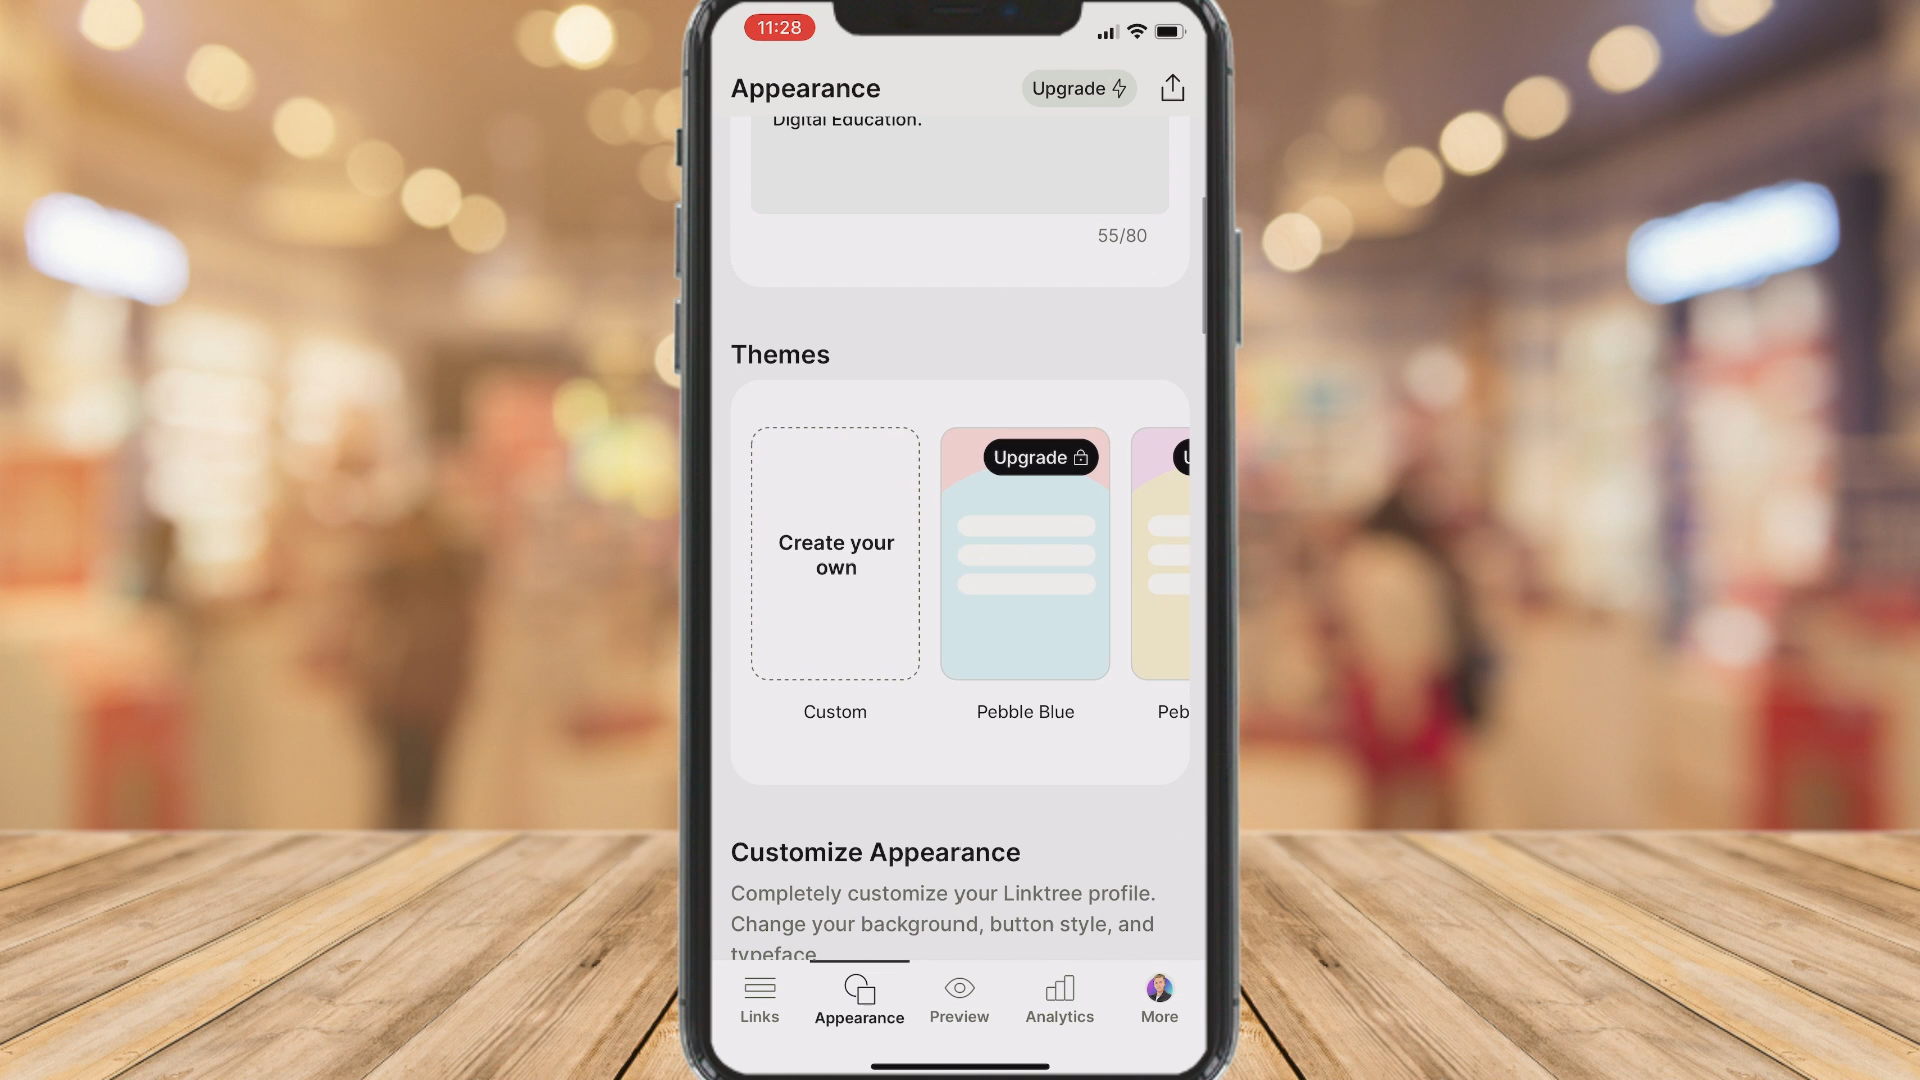 11:28
Appearance
Upgrade
Digital Education.
55/80
Themes
Upgrade
Create your
own
Custom
Pebble Blue
Peb
Customize Appearance
Completely customize your Linktree profile.
Change your background, button style, and
typeface
Links
Appearance
Preview
Analytics
More